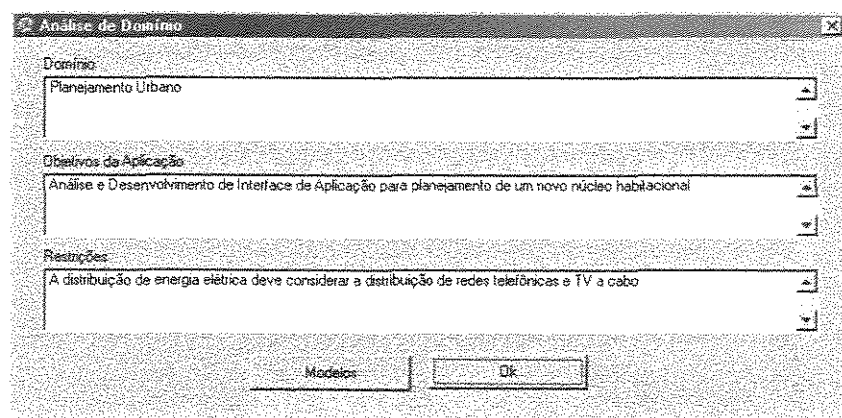 Análise de Domínio
Domínio
Planejamento Urbano
Objetivos da Aplicação
Análise e Desenvolvimento de Interface de Aplicação para planejamento de um novo núcleo habitacional
Restrições
A distribuição de energia elétrica deve considerar a distribuição de redes telefônicas e TV a cabo
Modelos
Ok